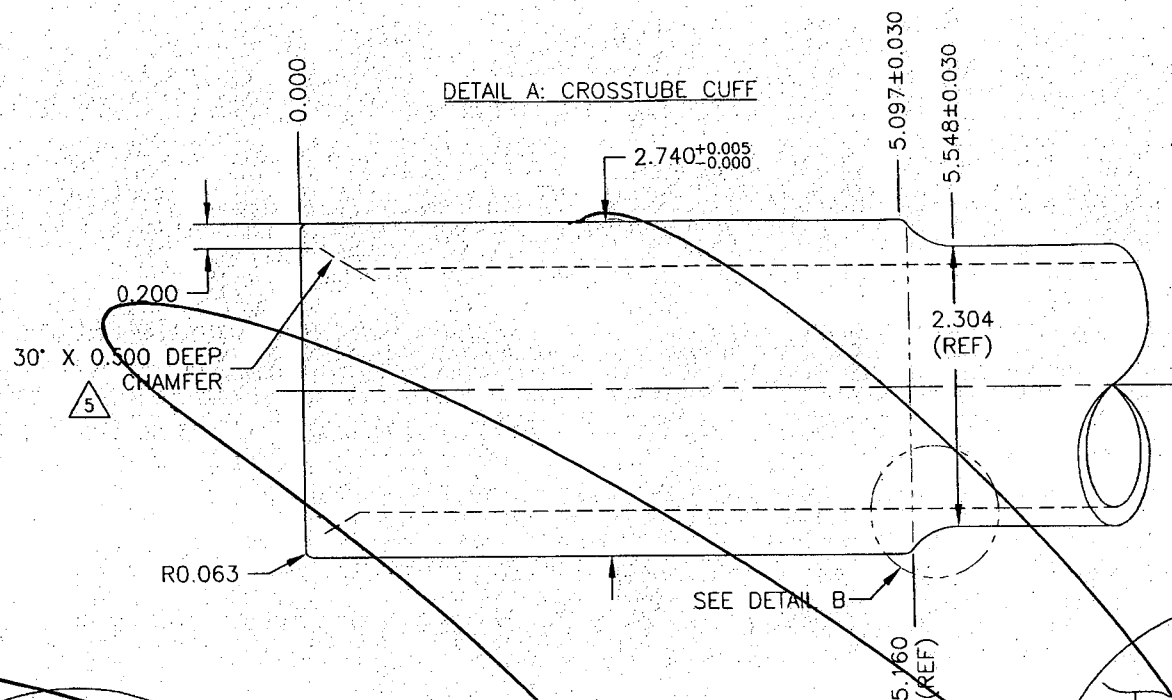 DETAIL A: CROSSTUBE CUFF
0.000
5.097±0.030
5.548±0.030
2.740+0.005
-0.000
0.200
30° X 0.500 DEEP
CHAMFER
5
2.304
(REF)
R0.063
SEE DETAIL B
5.160
(REF)